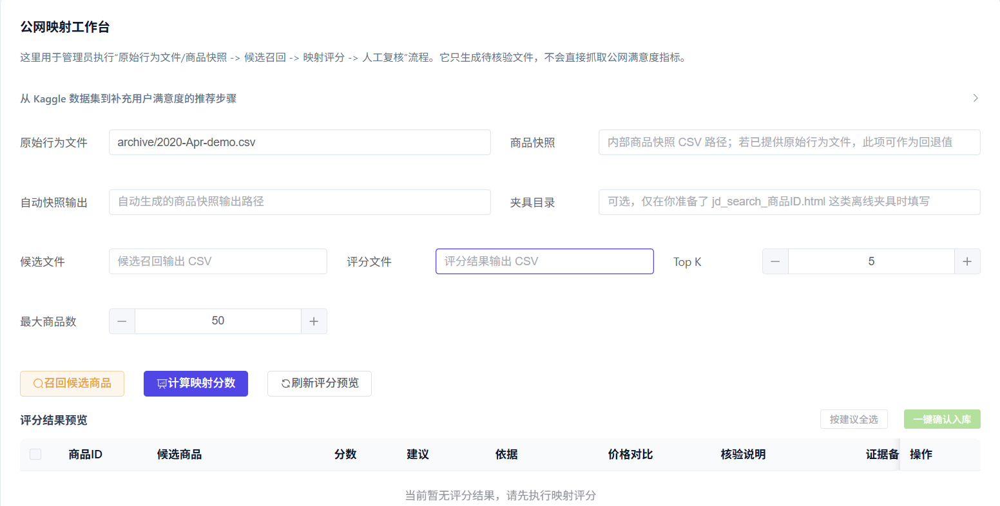 公网映射工作台
这里用于管理员执行“原始行为文件/商品快照 -> 候选召回 -> 映射评分 -> 人工复核”流程。它只生成待核验文件，不会直接抓取公网满意度指标。
从 Kaggle 数据集到补充用户满意度的推荐步骤
原始行为文件 archive/2020-Apr-demo.csv 商品快照 内部商品快照 CSV 路径；若已提供原始行为文件，此项可作为回退值
自动快照输出 自动生成的商品快照输出路径 夹具目录 可选，仅在你准备了 jd_search_商品ID.html 这类离线夹具时填写
候选文件 候选召回输出 CSV 评分文件 评分结果输出 CSV Top K 5
最大商品数 50
召回候选商品 计算映射分数 刷新评分预览
评分结果预览 按建议全选 一键确认入库
商品ID 候选商品 分数 建议 依据 价格对比 核验说明 证据备 操作
当前暂无评分结果，请先执行映射评分